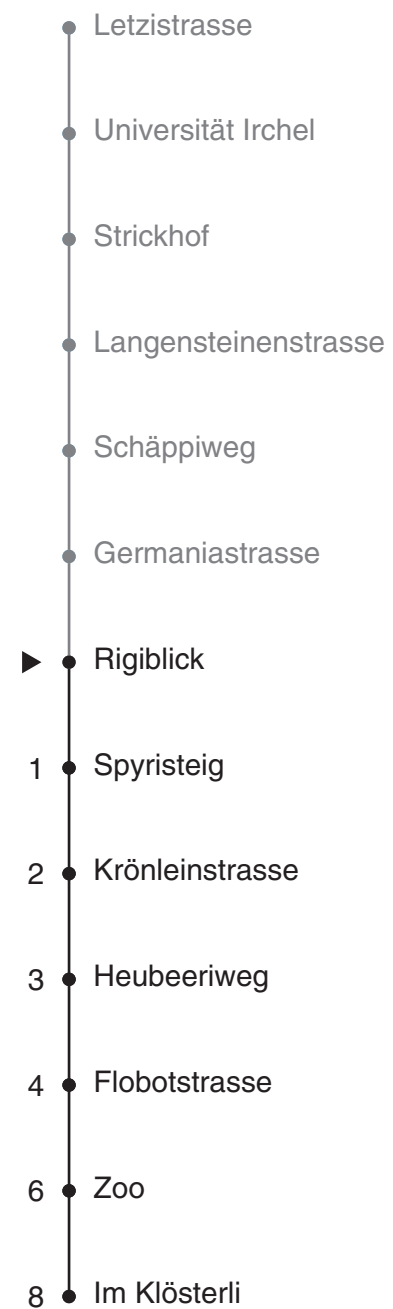 Letzistrasse
Universität Irchel
Strickhof
Langensteinenstrasse
Schäppiweg
Germaniastrasse
Rigiblick
1 Spyristeig
2 Krönleinstrasse
3 Heubeeriweg
4 Flobotstrasse
6 Zoo
8 Im Klösterli